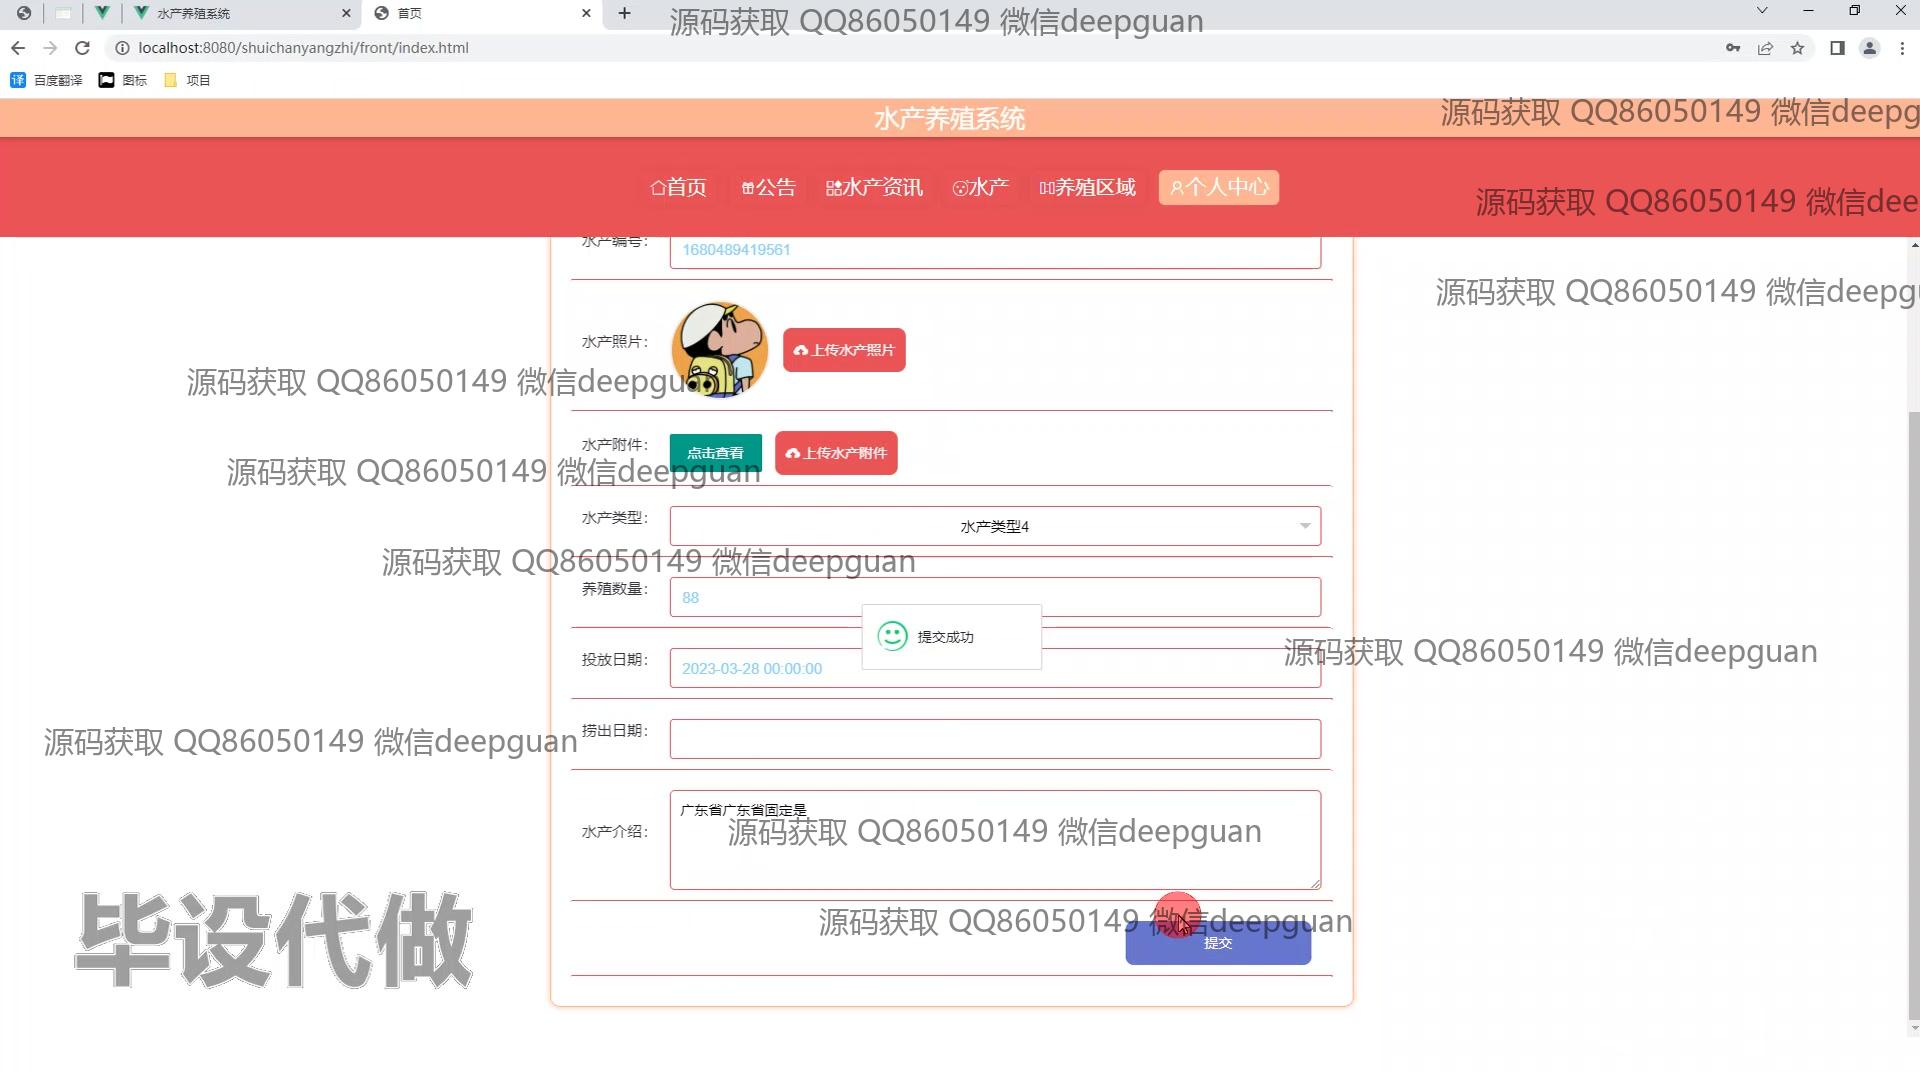 水产养殖系统
首页
源码获取 QQ86050149 微信deepguan
localhost:8080/shuichanyangzhi/front/index.html
译 百度翻译 图标 项目
水产养殖系统
源码获取 QQ86050149 微信deepg
首页 公告 水产资讯 水产 养殖区域 个人中心
源码获取 QQ86050149 微信dee
水产编号：
1680489419561
源码获取 QQ86050149 微信deepgu
水产照片：
上传水产照片
源码获取 QQ86050149 微信deepgu
水产附件：
点击查看 上传水产附件
源码获取 QQ86050149 微信deepguan
水产类型：
水产类型4
源码获取 QQ86050149 微信deepguan
养殖数量：
88
提交成功
源码获取 QQ86050149 微信deepguan
投放日期：
2023-03-28 00:00:00
捞出日期：
源码获取 QQ86050149 微信deepguan
广东省广东省固定是
水产介绍：
源码获取 QQ86050149 微信deepguan
源码获取 QQ86050149 微信deepguan
提交
毕设代做